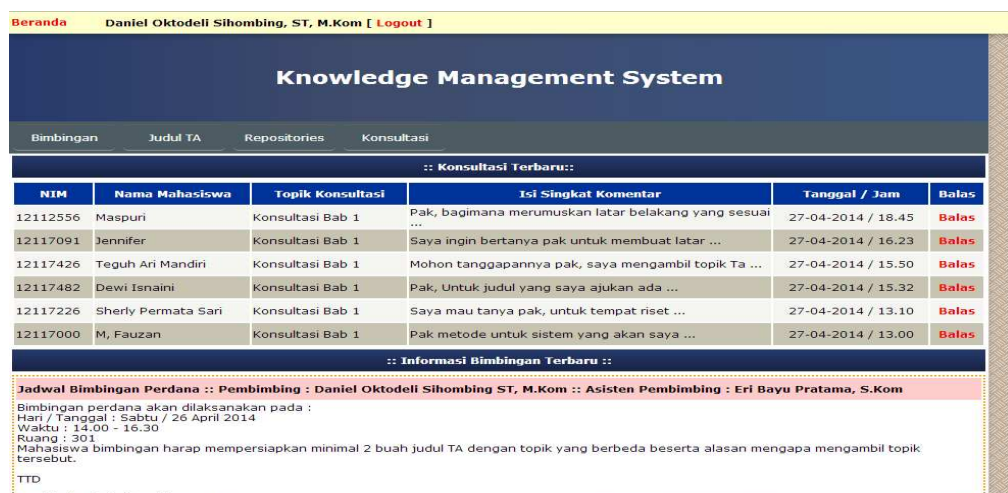 Beranda Daniel Oktodeli Sihombing, ST, M.Kom [ Logout ]
Knowledge Management System
Bimbingan Judul TA Repositories Konsultasi
:: Konsultasi Terbaru::
NIM Nama Mahasiswa Topik Konsultasi Isi Singkat Komentar Tanggal / Jam Balas
12112556 Maspuri Konsultasi Bab 1 Pak, bagimana merumuskan latar belakang yang sesuai ... 27-04-2014 / 18.45 Balas
12117091 Jennifer Konsultasi Bab 1 Saya ingin bertanya pak untuk membuat latar ... 27-04-2014 / 16.23 Balas
12117426 Teguh Ari Mandiri Konsultasi Bab 1 Mohon tanggapannya pak, saya mengambil topik Ta ... 27-04-2014 / 15.50 Balas
12117482 Dewi Isnaini Konsultasi Bab 1 Pak, Untuk judul yang saya ajukan ada ... 27-04-2014 / 15.32 Balas
12117226 Sherly Permata Sari Konsultasi Bab 1 Saya mau tanya pak, untuk tempat riset ... 27-04-2014 / 13.10 Balas
12117000 M, Fauzan Konsultasi Bab 1 Pak metode untuk sistem yang akan saya ... 27-04-2014 / 13.00 Balas
:: Informasi Bimbingan Terbaru ::
Jadwal Bimbingan Perdana :: Pembimbing : Daniel Oktodeli Sihombing ST, M.Kom :: Asisten Pembimbing : Eri Bayu Pratama, S.Kom
Bimbingan perdana akan dilaksanakan pada :
Hari / Tanggal : Sabtu / 26 April 2014
Waktu : 14.00 - 16.30
Ruang : 301
Mahasiswa bimbingan harap mempersiapkan minimal 2 buah judul TA dengan topik yang berbeda beserta alasan mengapa mengambil topik
tersebut.
TTD